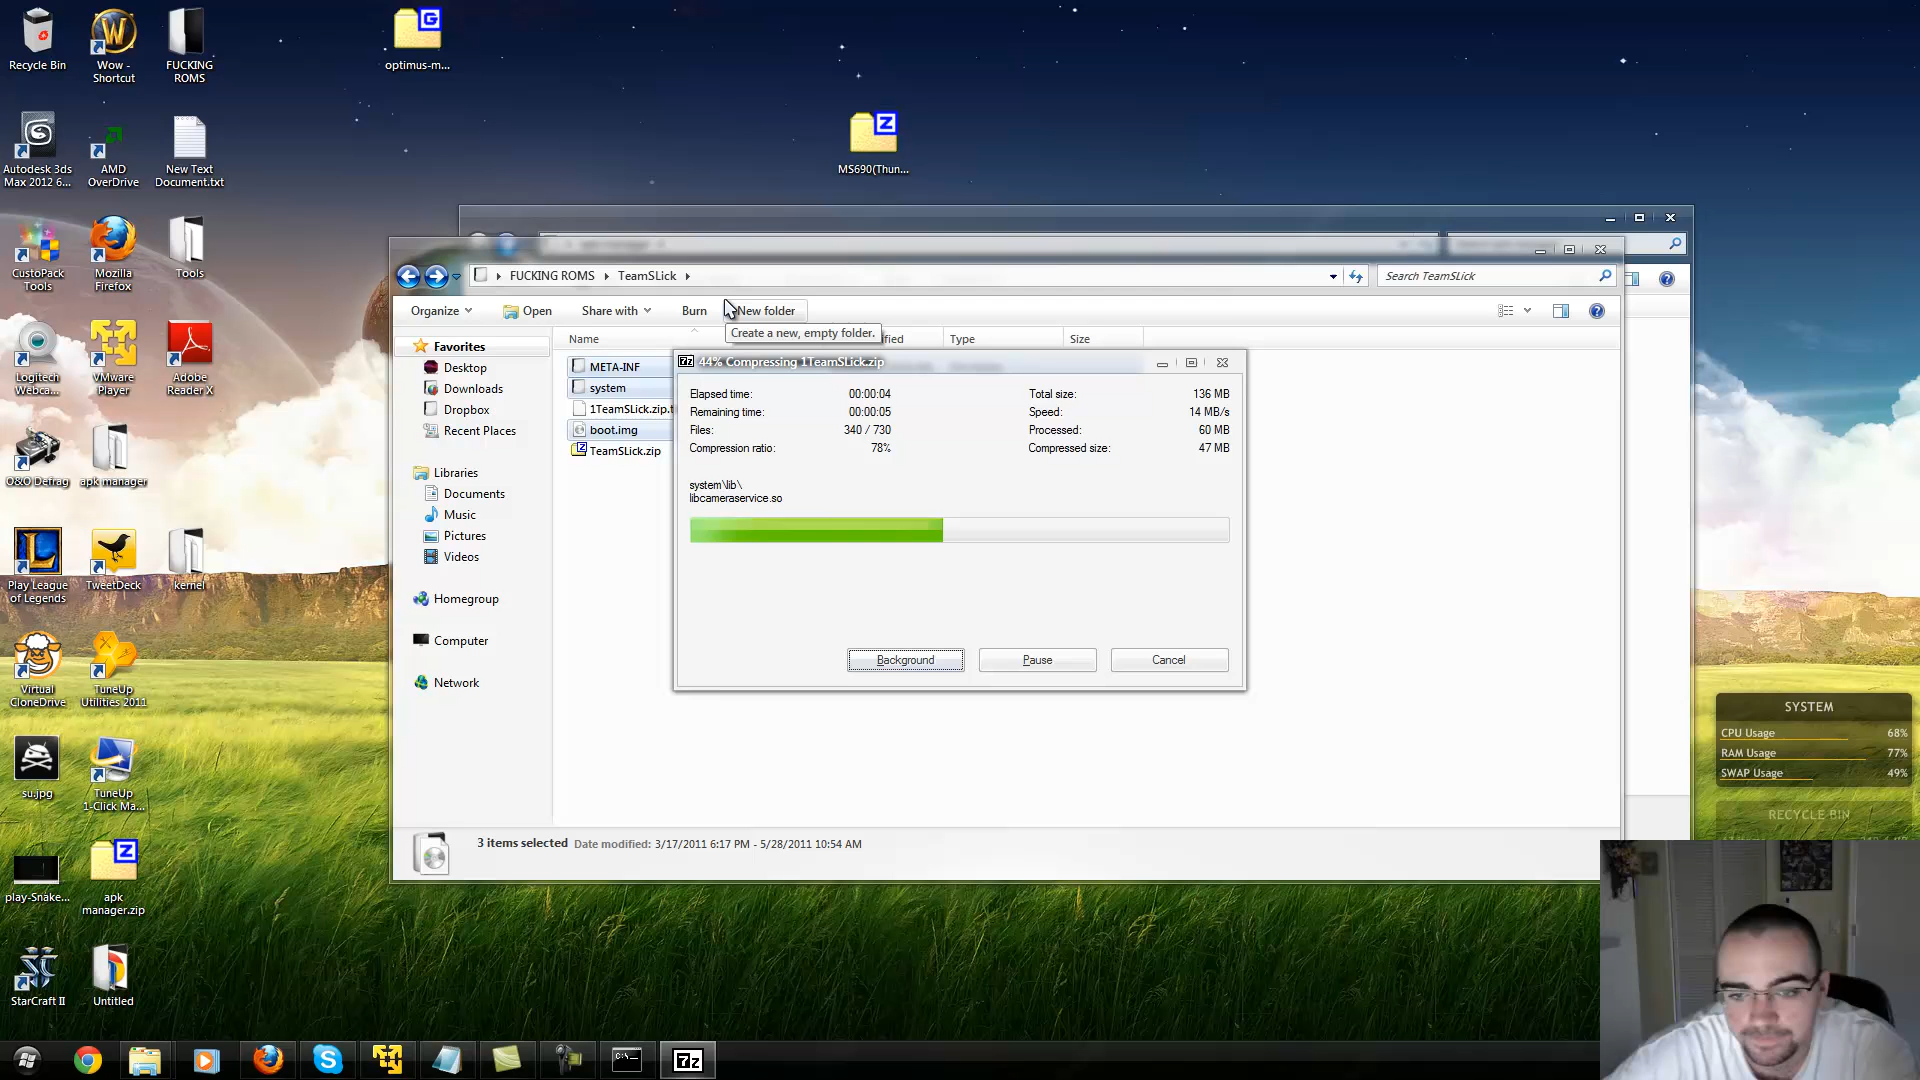 Recycle Bin
Wow - Shortcut
FUCKING ROMS
optimus-m...
MS690(Thun...
Autodesk 3ds Max 2012 6...
AMD OverDrive
New Text Document.txt
CustoPack Tools
Mozilla Firefox
Tools
Logitech Webca...
VMware Player
Adobe Reader X
O&O Defrag
apk manager
Play League of Legends
TweetDeck
kernel
Virtual CloneDrive
TuneUp Utilities 2011
su.jpg
TuneUp 1-Click Ma...
play-Snake...
apk manager.zip
StarCraft II
Untitled
FUCKING ROMS
TeamSLick
Search TeamSLick
Organize
Open
Share with
Burn
New folder
Create a new, empty folder.
Name
Type
Size
Favorites
Desktop
Downloads
Dropbox
Recent Places
Libraries
Documents
Music
Pictures
Videos
Homegroup
Computer
Network
META-INF
system
1TeamSLick.zip.t
boot.img
TeamSLick.zip
44% Compressing 1TeamSLick.zip
Elapsed time: 00:00:04
Total size: 136 MB
Remaining time: 00:00:05
Speed: 14 MB/s
Files: 340 / 730
Processed: 60 MB
Compression ratio: 78%
Compressed size: 47 MB
system\lib\
libcameraservice.so
Background
Pause
Cancel
3 items selected
Date modified: 3/17/2011 6:17 PM - 5/28/2011 10:54 AM
SYSTEM
CPU Usage 68%
RAM Usage 77%
SWAP Usage 49%
RECYCLE BIN
C:\_
7z